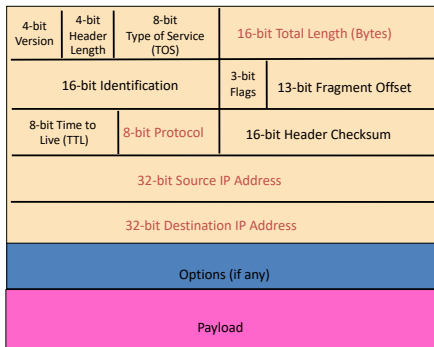 4-bit
Version
4-bit
Header
Length
8-bit
Type of Service
(TOS)
16-bit Total Length (Bytes)
16-bit Identification
3-bit
Flags
13-bit Fragment Offset
8-bit Time to
Live (TTL)
8-bit Protocol
16-bit Header Checksum
32-bit Source IP Address
32-bit Destination IP Address
Options (if any)
Payload